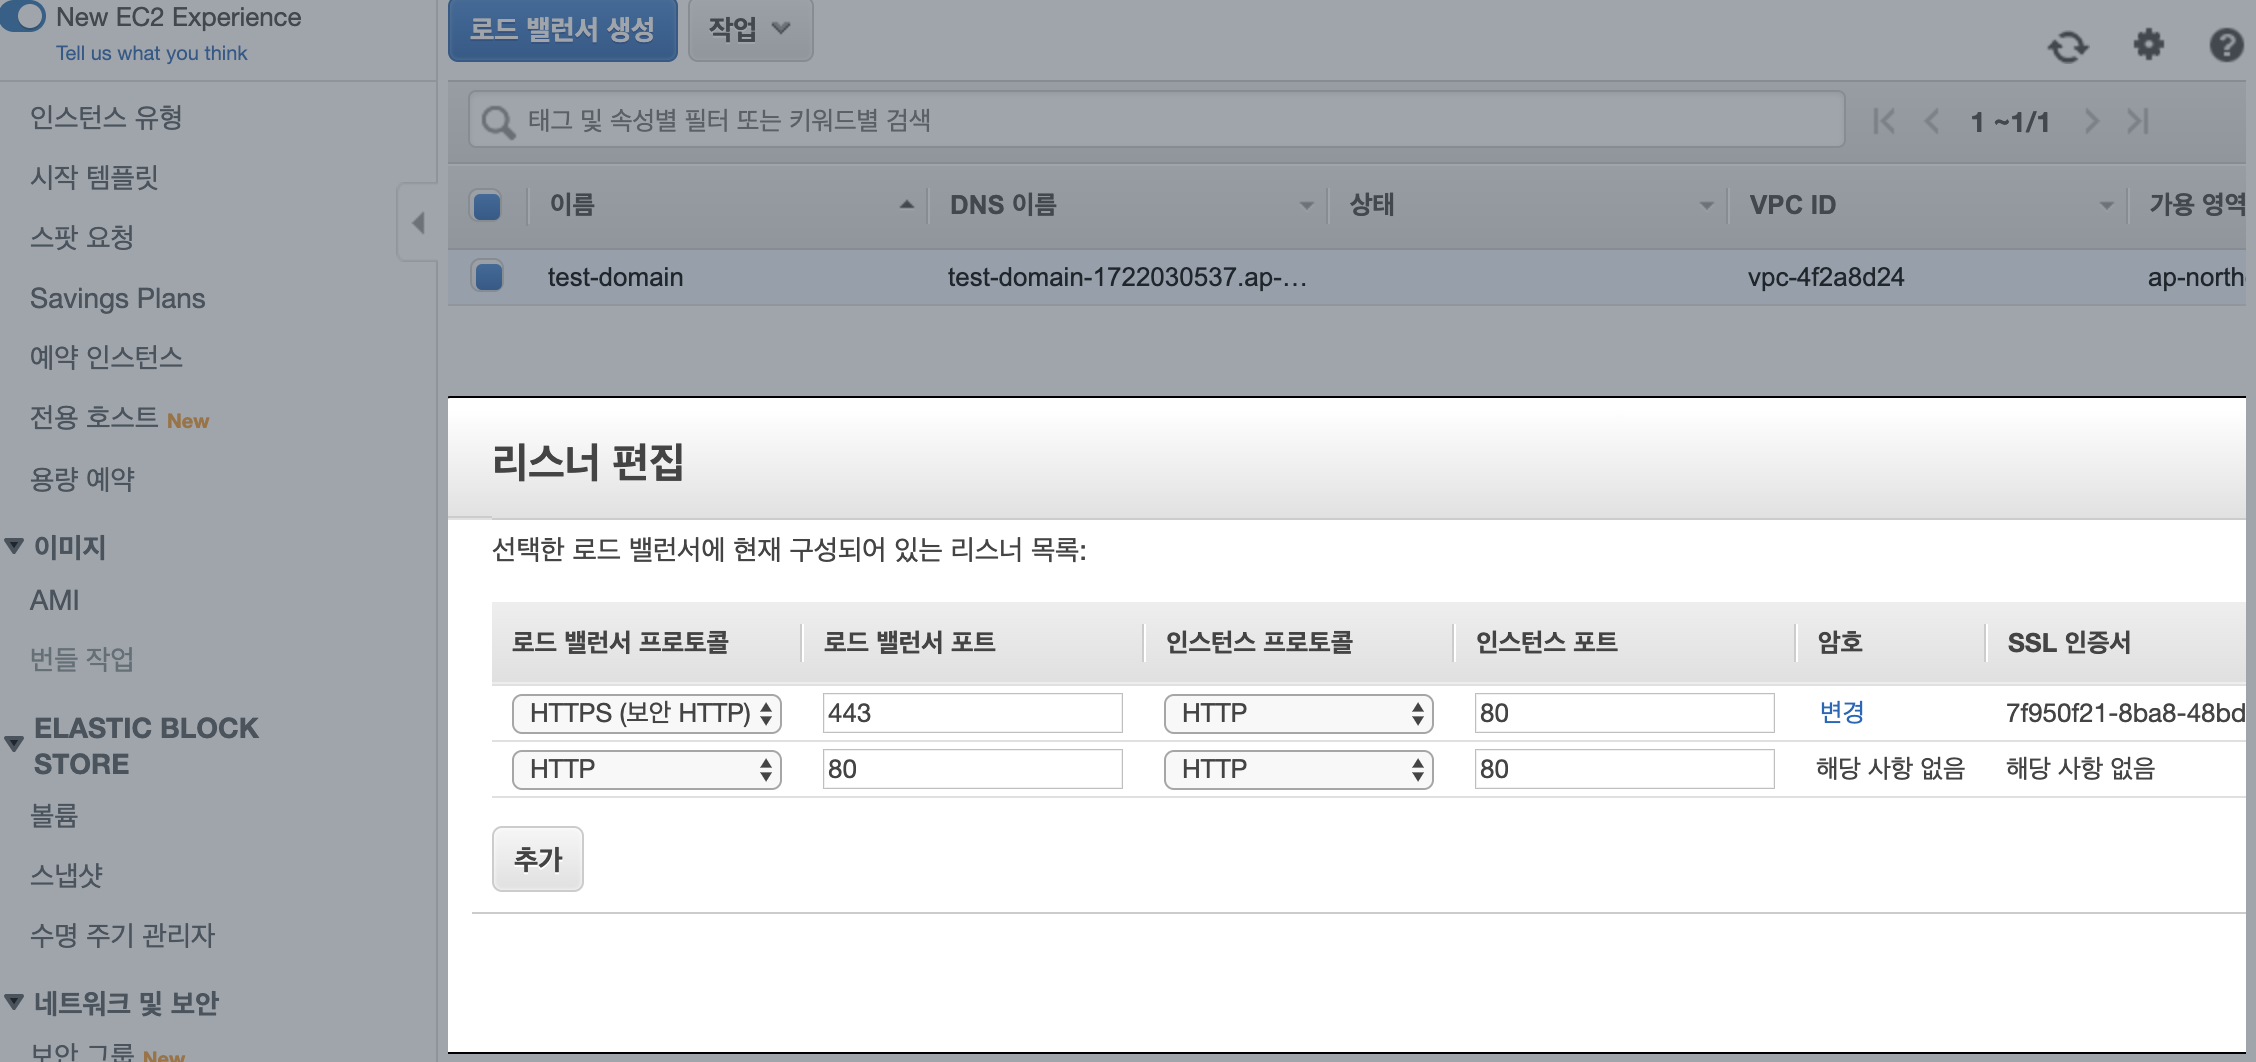 New EC2 Experience
Tell us what you think
인스턴스 유형
시작 템플릿
스팟 요청
Savings Plans
예약 인스턴스
전용 호스트 New
용량 예약
이미지
AMI
번들 작업
ELASTIC BLOCK
STORE
볼륨
스냅샷
수명 주기 관리자
네트워크 및 보안
보안 그룹 New
로드 밸런서 생성 작업
태그 및 속성별 필터 또는 키워드별 검색 1 ~1/1
이름 DNS 이름 상태 VPC ID 가용 영역
test-domain test-domain-1722030537.ap-... vpc-4f2a8d24 ap-north
리스너 편집
선택한 로드 밸런서에 현재 구성되어 있는 리스너 목록:
로드 밸런서 프로토콜 로드 밸런서 포트 인스턴스 프로토콜 인스턴스 포트 암호 SSL 인증서
HTTPS (보안 HTTP) 443 HTTP 80 변경 7f950f21-8ba8-48bd
HTTP 80 HTTP 80 해당 사항 없음 해당 사항 없음
추가